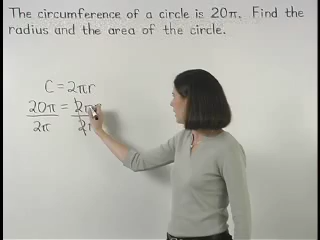 The circumference of a circle is 20π. Find the
radius and the area of the circle.
C = 2πr
20π = 2πr
2π 2